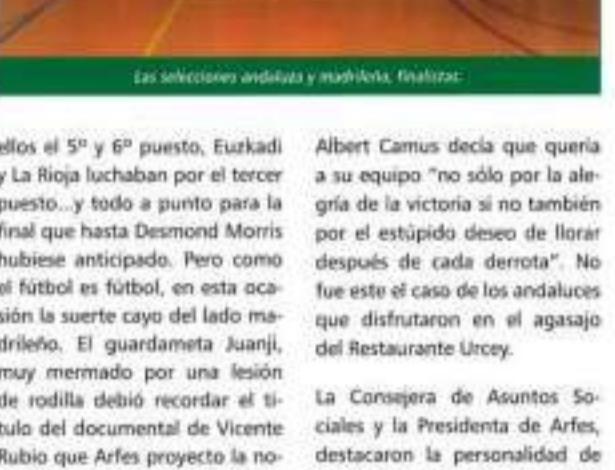 Las selecciones andaluza y madrileña, finalistas.
ellos el 5º y 6º puesto, Euzkadi
y La Rioja luchaban por el tercer
puesto...y todo a punto para la
final que hasta Desmond Morris
hubiese anticipado. Pero como
el fútbol es fútbol, en esta oca-
sión la suerte cayo del lado ma-
drileño. El guardameta Juanji,
muy mermado por una lesión
de rodilla debió recordar el tí-
tulo del documental de Vicente
Rubio que Arfes proyecto la no-
Albert Camus decía que quería
a su equipo "no sólo por la ale-
gría de la victoria si no también
por el estúpido deseo de llorar
después de cada derrota". No
fue este el caso de los andaluces
que disfrutaron en el agasajo
del Restaurante Urcey.
La Consejera de Asuntos So-
ciales y la Presidenta de Arfes,
destacaron la personalidad de